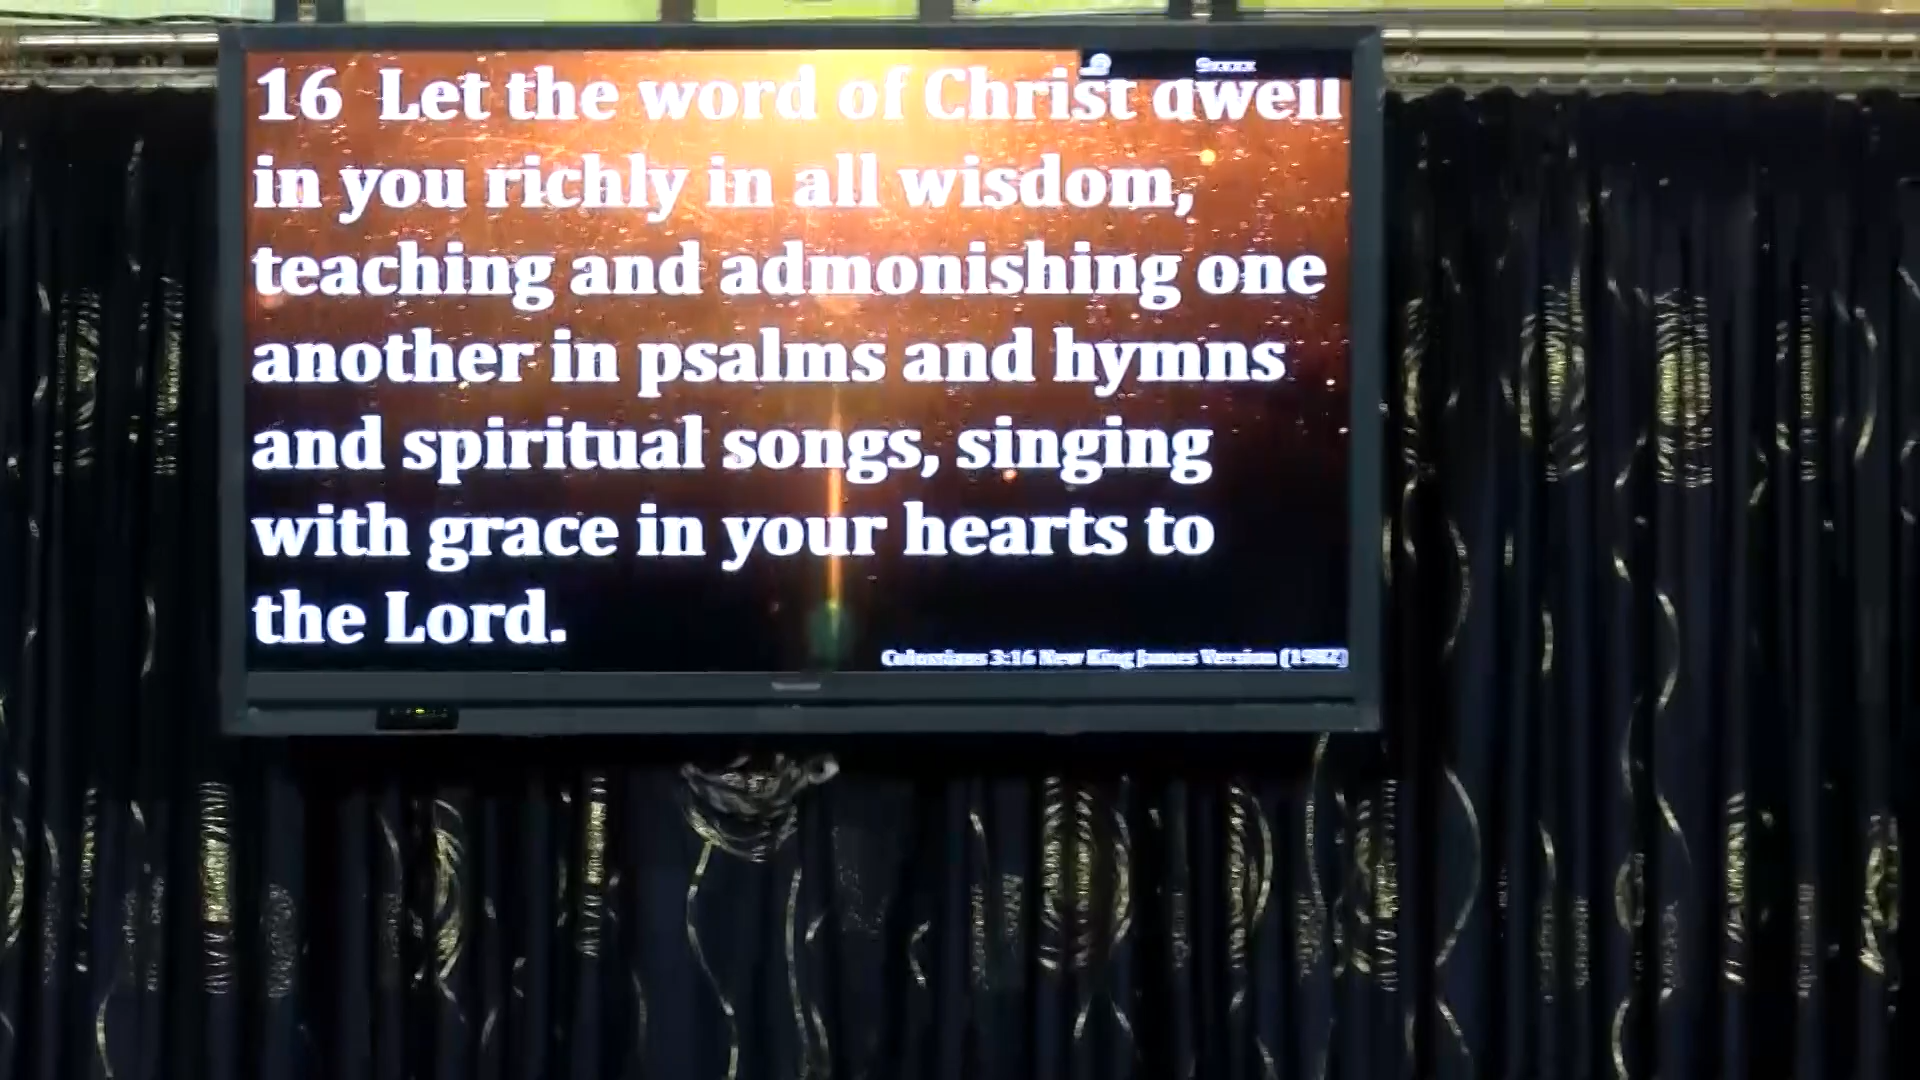 16 Let the word of Christ dwell
in you richly in all wisdom,
teaching and admonishing one
another in psalms and hymns
and spiritual songs, singing
with grace in your hearts to
the Lord.
Colossians 3:16 New King James Version (1982)